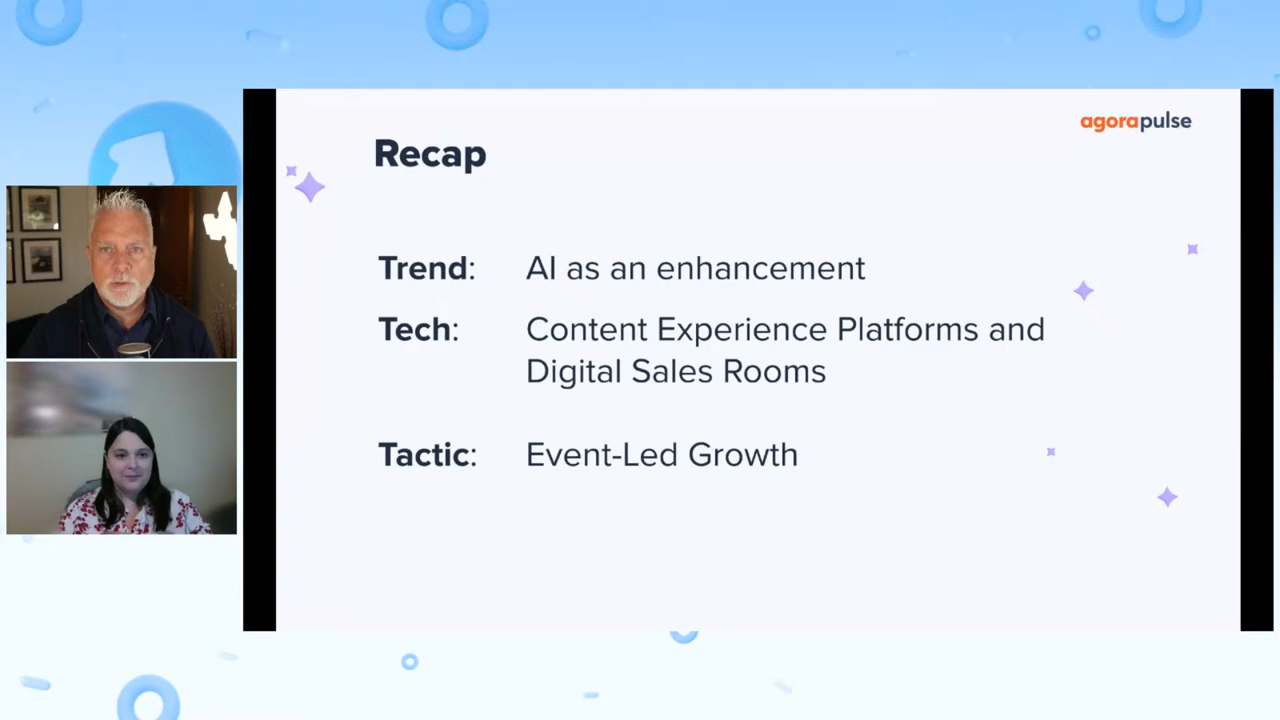 agorapulse
Recap
Trend: AI as an enhancement
Tech: Content Experience Platforms and
Digital Sales Rooms
Tactic: Event-Led Growth